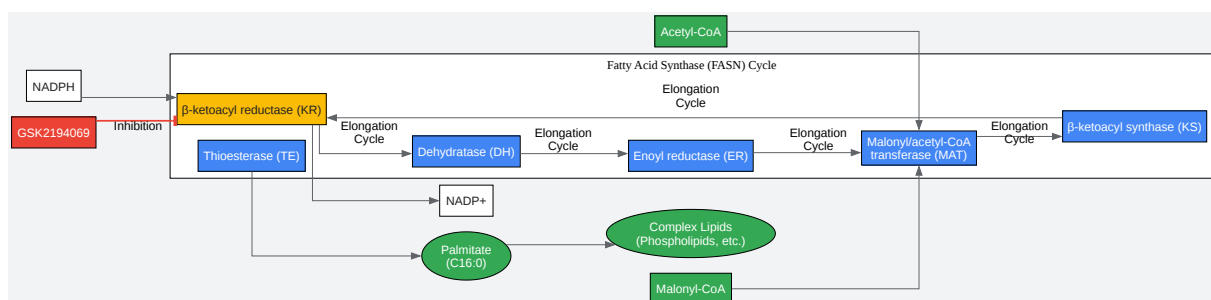 Acetyl-CoA
Fatty Acid Synthase (FASN) Cycle
NADPH
Elongation
Cycle
β-ketoacyl reductase (KR)
GSK2194069
Inhibition
Elongation
Cycle
Elongation
Cycle
Elongation
Cycle
Elongation
Cycle
β-ketoacyl synthase (KS)
Thioesterase (TE)
Dehydratase (DH)
Enoyl reductase (ER)
Malonyl/acetyl-CoA
transferase (MAT)
NADP+
Complex Lipids
(Phospholipids, etc.)
Palmitate
(C16:0)
Malonyl-CoA